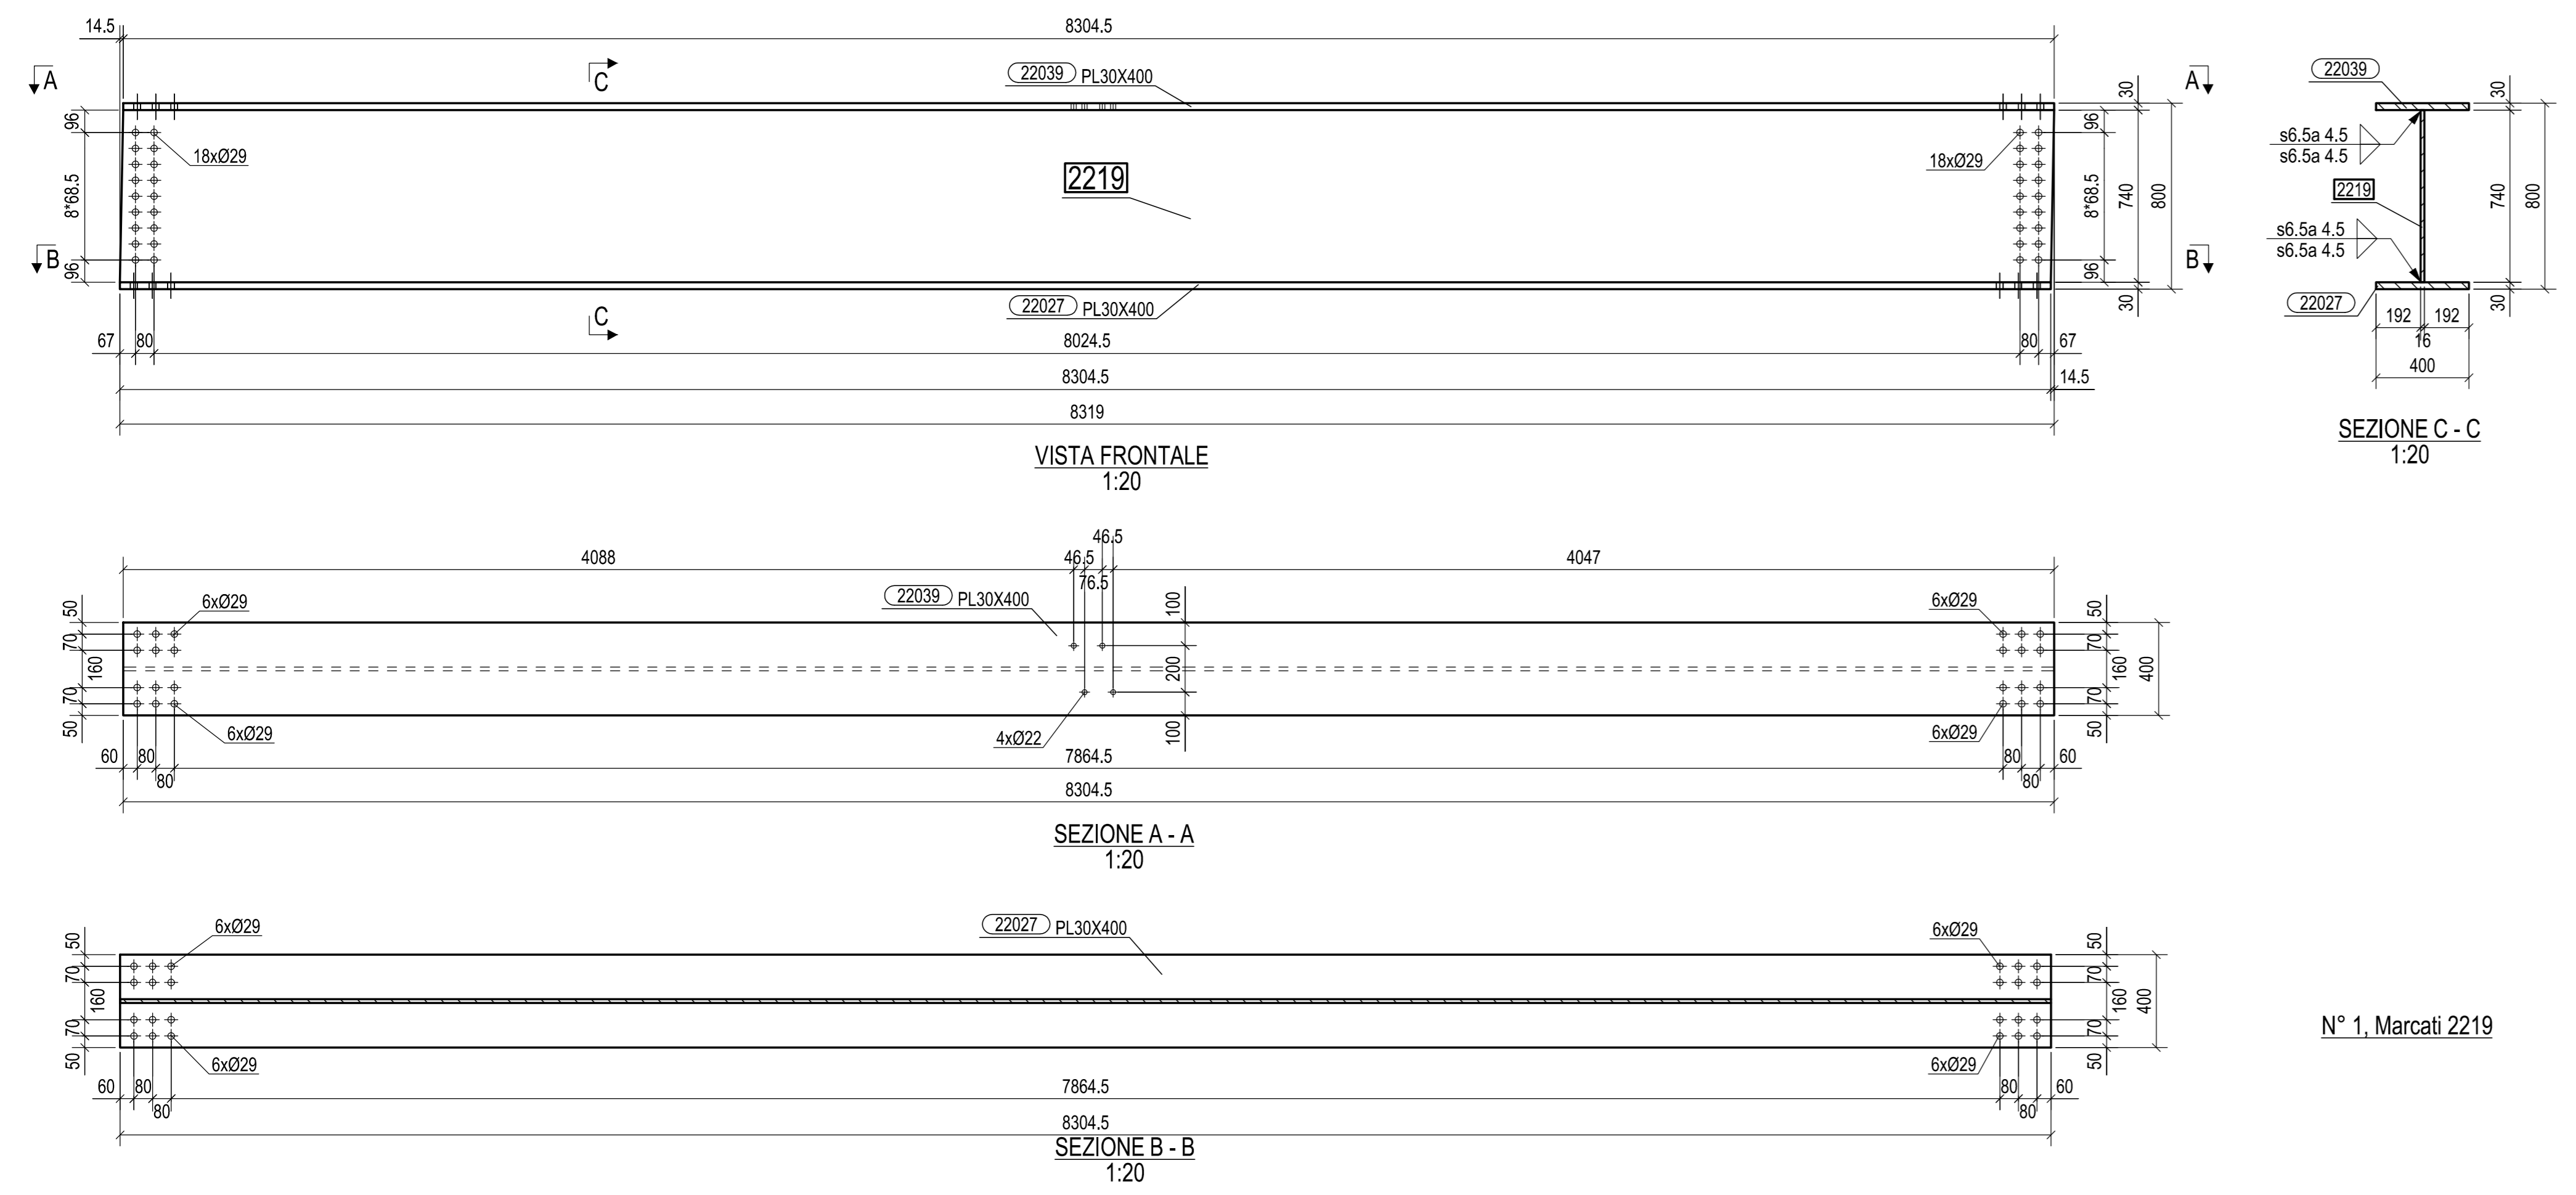 14.5
8304.5
A
C
22039 PL30X400
A
96
8*68.5
96
18xØ29
2219
18xØ29
96
8*68.5
96
30
740
30
800
B
B
22027 PL30X400
C
67
80
8024.5
80
67
8304.5
14.5
8319
VISTA FRONTALE
1:20
22039
s6.5a 4.5
s6.5a 4.5
2219
s6.5a 4.5
s6.5a 4.5
22027
30
740
30
800
192
192
16
400
SEZIONE C - C
1:20
4088
46.5
46.5
76.5
4047
22039 PL30X400
6xØ29
6xØ29
50
70
160
70
50
100
200
100
50
70
160
70
50
400
6xØ29
4xØ22
6xØ29
60
80
80
7864.5
80
80
60
8304.5
SEZIONE A - A
1:20
22027 PL30X400
6xØ29
6xØ29
50
70
160
70
50
50
70
160
70
50
400
6xØ29
6xØ29
60
80
80
7864.5
80
80
60
8304.5
SEZIONE B - B
1:20
N° 1, Marcati 2219